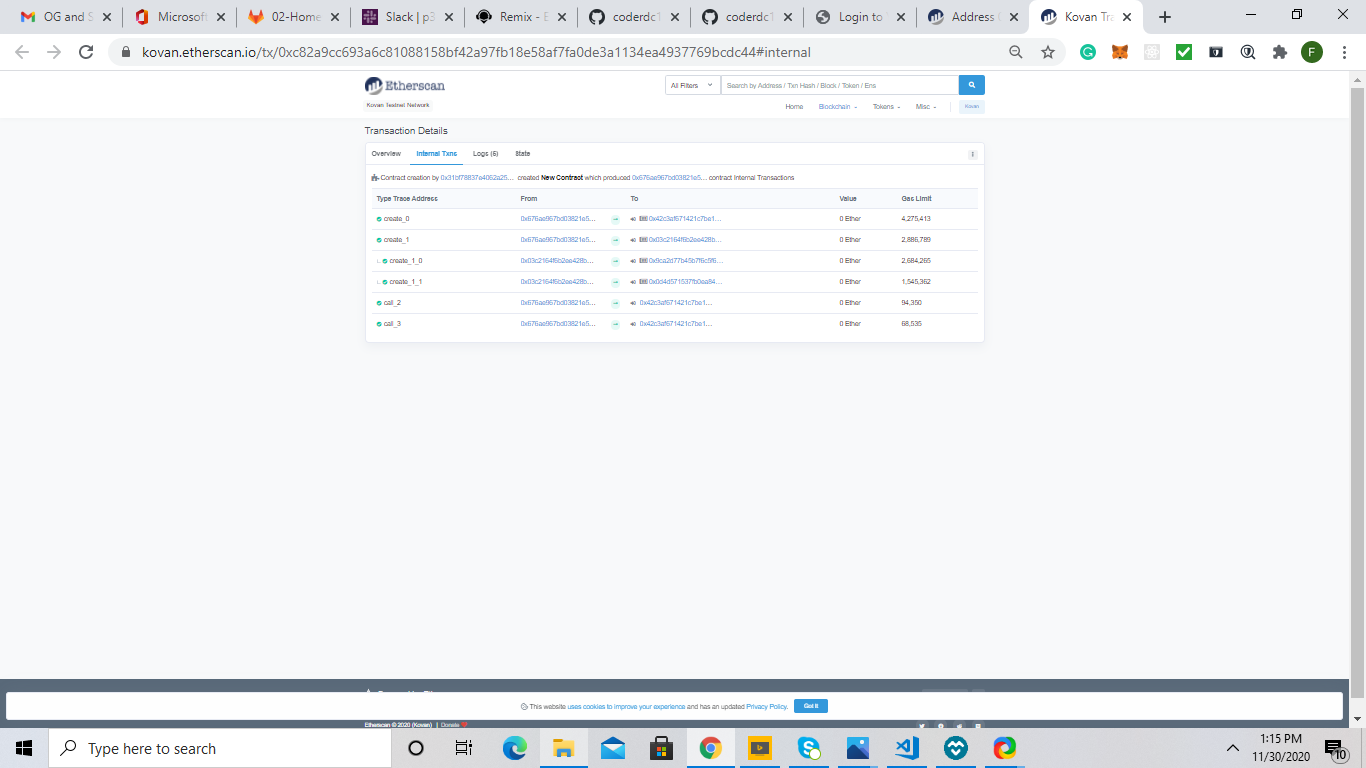 OG and S
Microsoft
02-Home
Slack | p3
Remix - E
coderdc1
coderdc1
Login to
Address
Kovan Tra
kovan.etherscan.io/tx/0xc82a9cc693a6c81088158bf42a97fb18e58af7fa0de3a1134ea4937769bcdc44#internal
F
Etherscan
All Filters
Search by Address / Txn Hash / Block / Token / Ens
Kovan Testnet Network
Home Blockchain Tokens Misc Kovan
Transaction Details
Overview Internal Txns Logs (6) State
Contract creation by 0x31bf78837e4062a25... created New Contract which produced 0x676ae967bd03821e5... contract Internal Transactions
Type Trace Address From To Value Gas Limit
create_0 0x676ae967bd03821e5... 0x42c3af671421c7be1... 0 Ether 4,275,413
create_1 0x676ae967bd03821e5... 0x03c2164f6b2ee428b... 0 Ether 2,886,789
create_1_0 0x03c2164f6b2ee428b... 0x9ca2d77b45b7f6c9f6... 0 Ether 2,684,265
create_1_1 0x03c2164f6b2ee428b... 0x0d4d571537fb0ea84... 0 Ether 1,545,362
call_2 0x676ae967bd03821e5... 0x42c3af671421c7be1... 0 Ether 94,350
call_3 0x676ae967bd03821e5... 0x42c3af671421c7be1... 0 Ether 68,535
This website uses cookies to improve your experience and has an updated Privacy Policy. Got It
Etherscan © 2020 (Kovan) | Donate
Type here to search
1:15 PM
11/30/2020
10